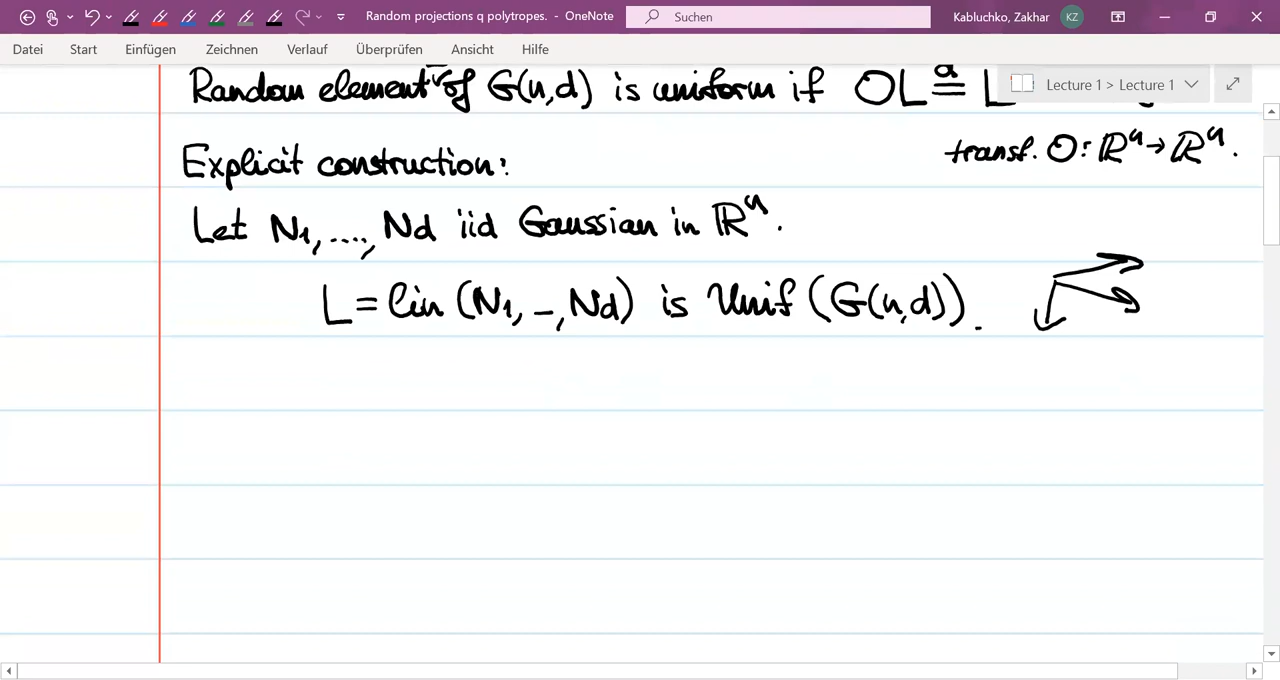 Random projections q polytopes. - OneNote
Suchen
Kabluchko, Zakhar
KZ
Datei Start Einfügen Zeichnen Verlauf Überprüfen Ansicht Hilfe
Lecture 1 > Lecture 1
Random element of G(n,d) is uniform if OL d= L
transf. O: ℝⁿ → ℝⁿ.
Explicit construction:
Let N1, ...., Nd iid Gaussian in ℝⁿ.
L = lin (N1, –, Nd) is Unif (G(n,d)).